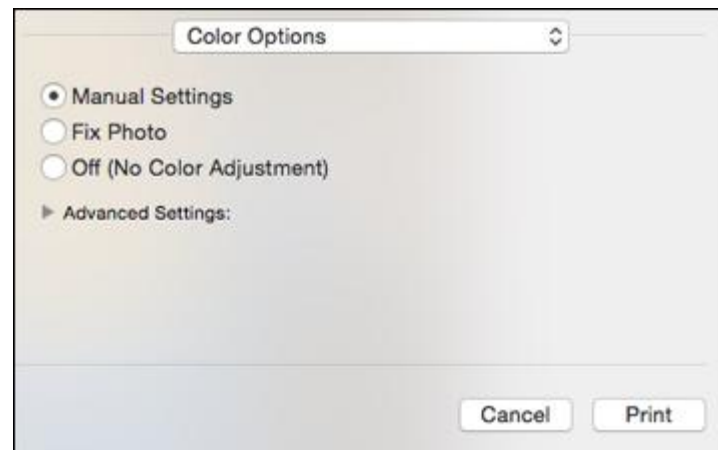 Color Options
Manual Settings
Fix Photo
Off (No Color Adjustment)
Advanced Settings:
Cancel Print